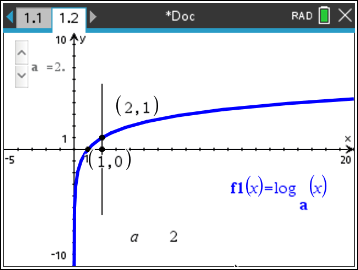 1.1 1.2 *Doc RAD
10 y
a =2.
(2,1)
1
x
-5 (1,0) 20
f1(x)=log a (x)
a 2
-10